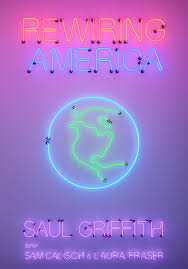 REWIRING
AMERICA
SAUL GRIFFITH
WITH
SAM CALISCH & LAURA FRASER